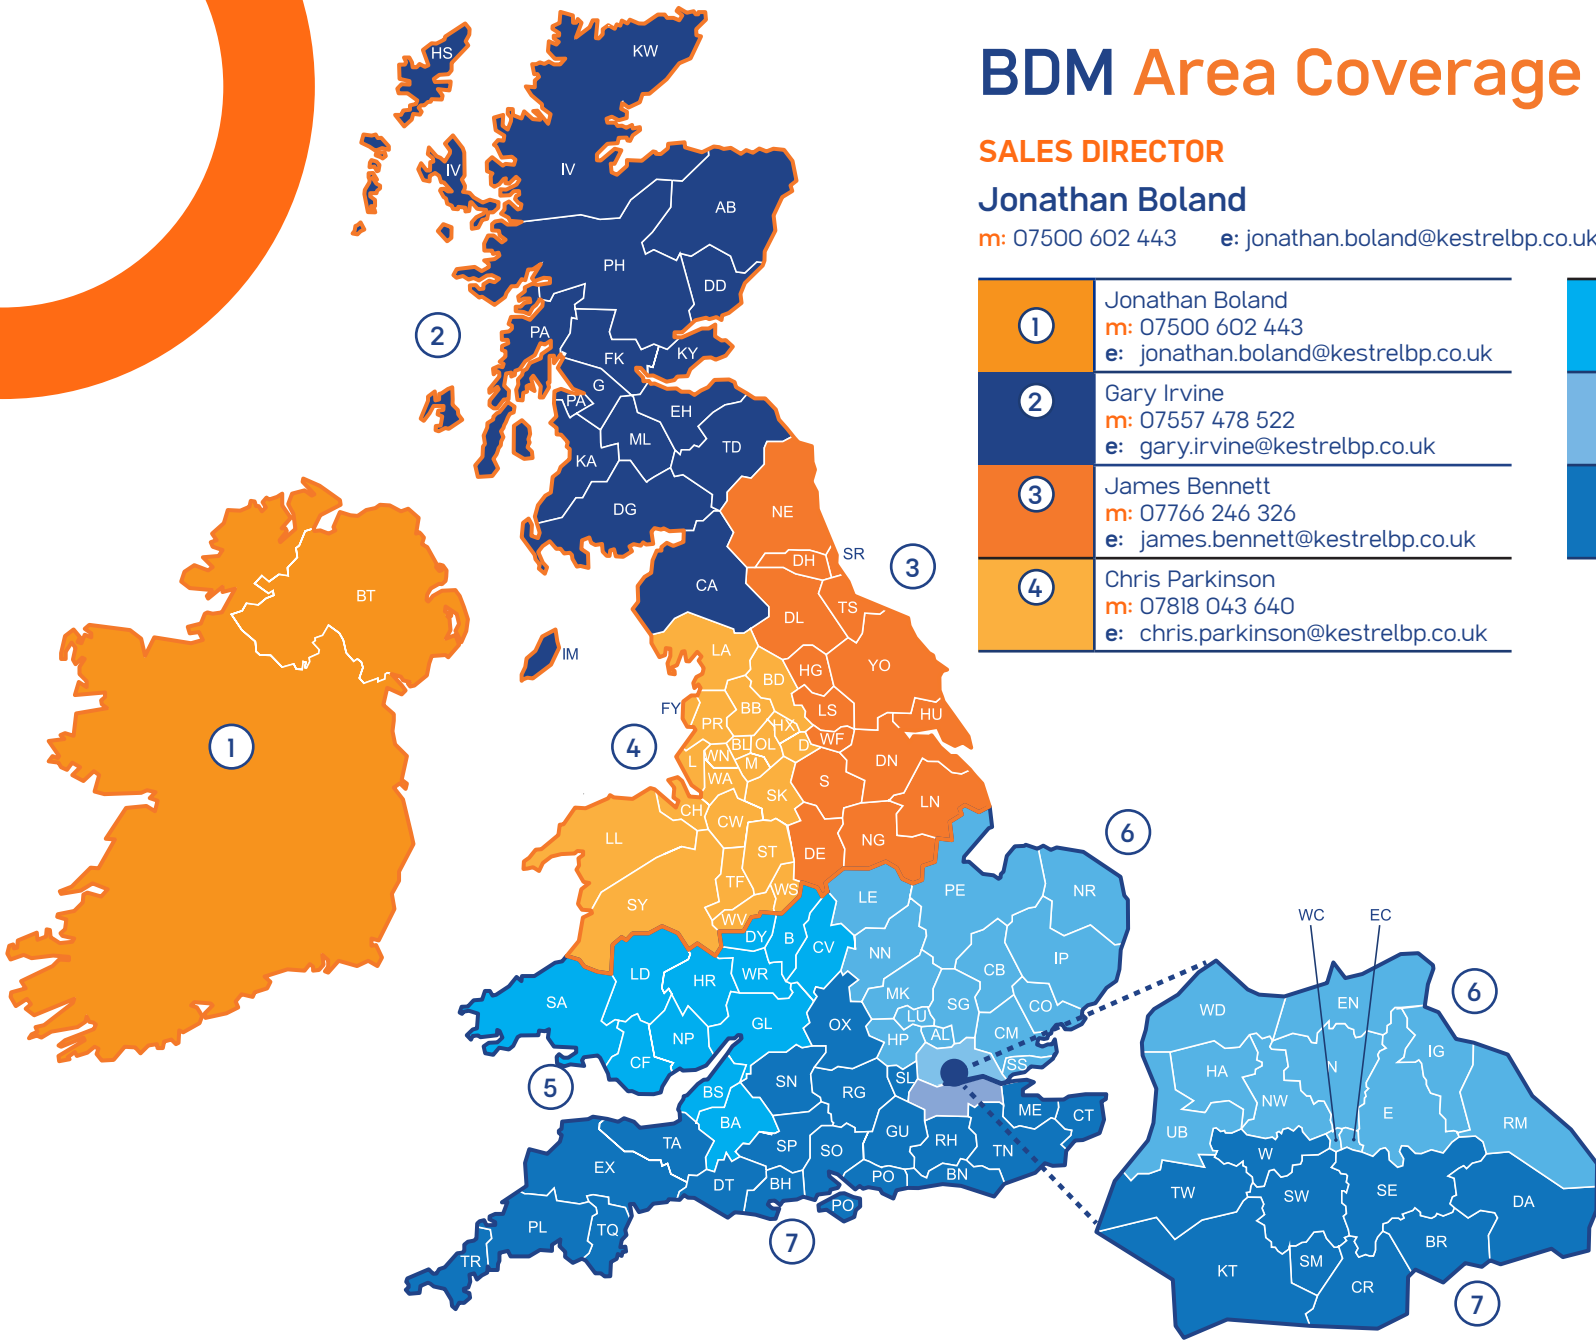 BDM Area Coverage
SALES DIRECTOR
Jonathan Boland
m: 07500 602 443 e: jonathan.boland@kestrelbp.co.uk
1
Jonathan Boland
m: 07500 602 443
e: jonathan.boland@kestrelbp.co.uk
2
Gary Irvine
m: 07557 478 522
e: gary.irvine@kestrelbp.co.uk
3
James Bennett
m: 07766 246 326
e: james.bennett@kestrelbp.co.uk
4
Chris Parkinson
m: 07818 043 640
e: chris.parkinson@kestrelbp.co.uk
HS
KW
IV
IV
AB
PH
DD
2
PA
FK
KY
G
PA
EH
ML
TD
KA
DG
NE
SR
DH
3
CA
BT
DL
TS
IM
LA
HG
YO
BD
FY
BB
LS
HU
PR
HX
1
4
BL
OL
D
WF
WN
L
M
DN
WA
S
SK
LN
CH
CW
LL
NG
6
ST
DE
TF
WS
LE
PE
NR
SY
WV
DY
B
CV
NN
IP
LD
HR
WR
CB
SA
MK
SG
CO
GL
LU
OX
NP
HP
AL
CM
CF
SS
5
SN
SL
BS
RG
ME
CT
BA
GU
TA
RH
SP
SO
TN
EX
PO
BN
DT
BH
PO
PL
TQ
7
TR
WC
EC
6
WD
EN
IG
HA
N
NW
E
RM
UB
W
TW
SW
SE
DA
BR
KT
SM
CR
7